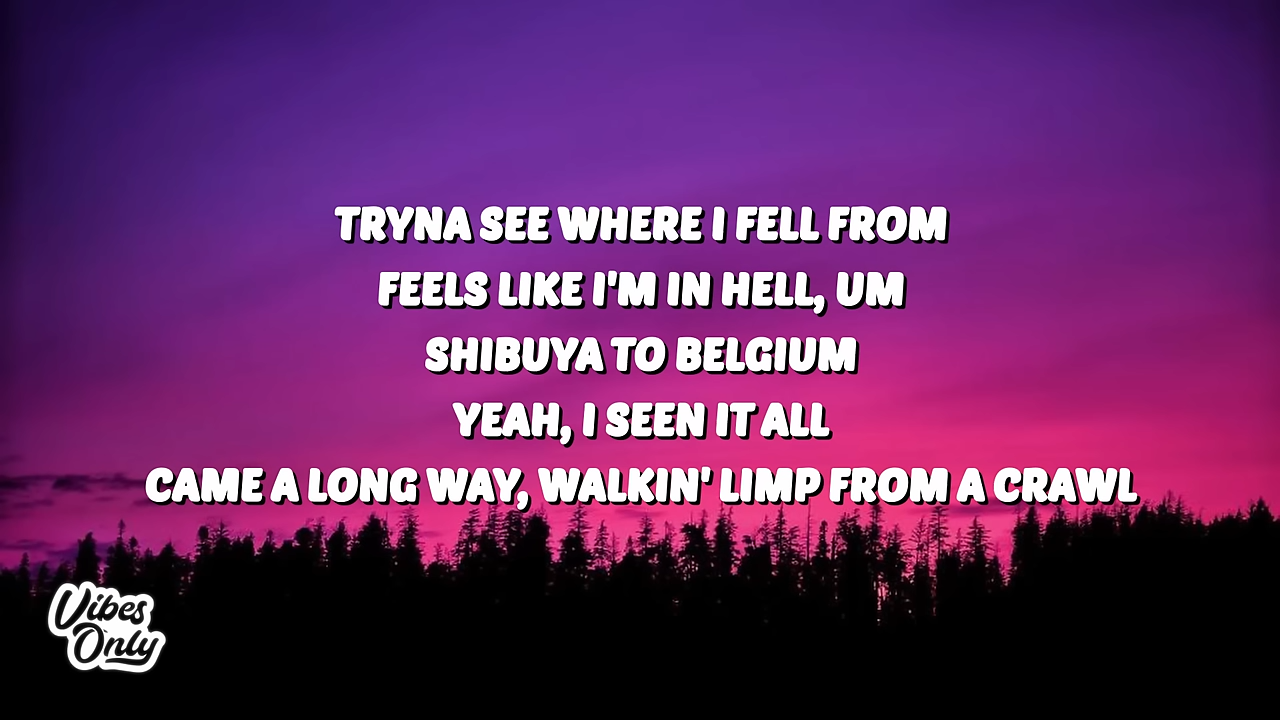 TRYNA SEE WHERE I FELL FROM
FEELS LIKE I'M IN HELL, UM
SHIBUYA TO BELGIUM
YEAH, I SEEN IT ALL
CAME A LONG WAY, WALKIN' LIMP FROM A CRAWL
Vibes
Only